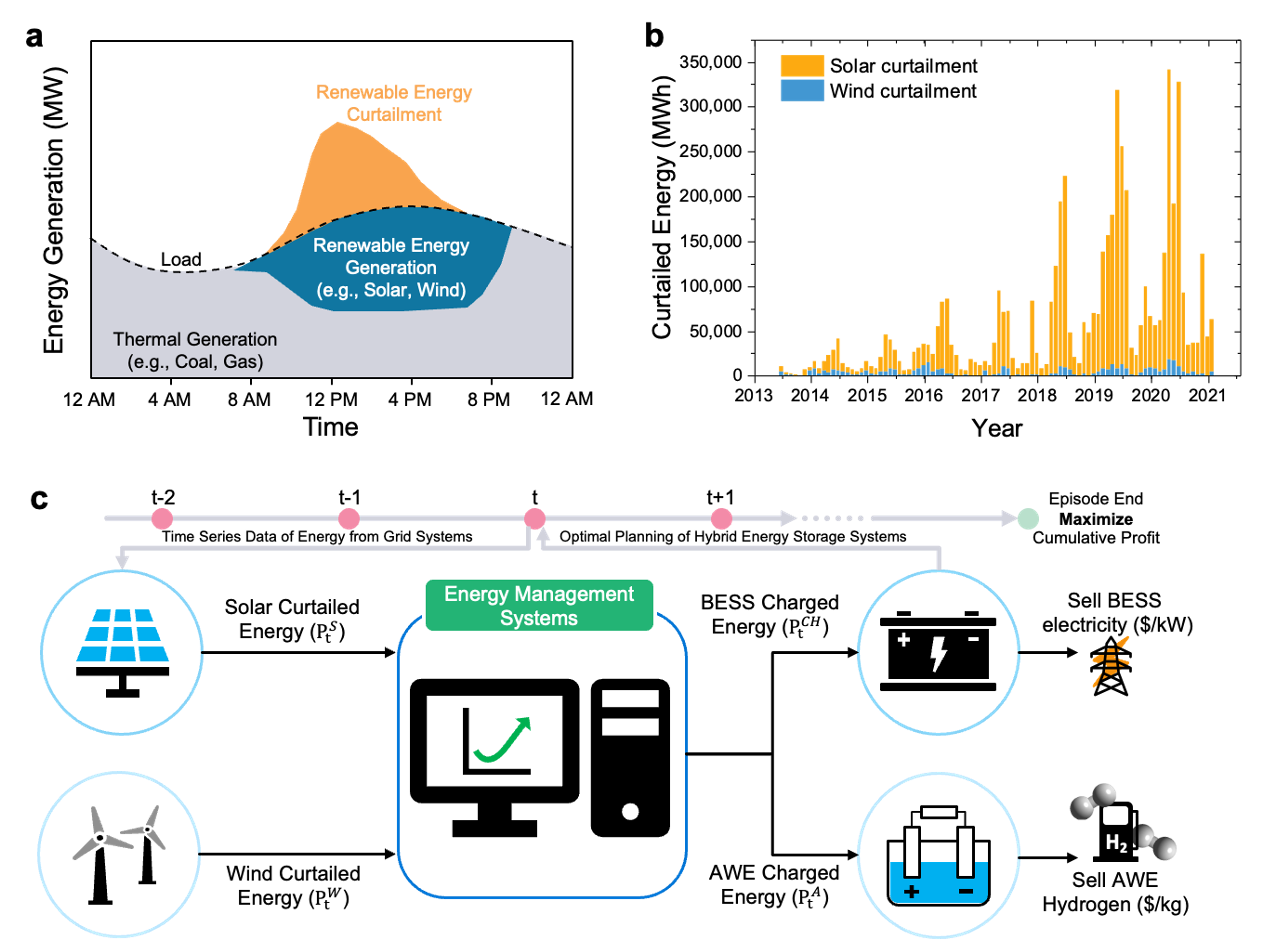 a
Energy Generation (MW)
Renewable Energy
Curtailment
Load
Renewable Energy
Generation
(e.g., Solar, Wind)
Thermal Generation
(e.g., Coal, Gas)
12 AM 4 AM 8 AM 12 PM 4 PM 8 PM 12 AM
Time
b
Curtailed Energy (MWh)
Solar curtailment
Wind curtailment
350,000
300,000
250,000
200,000
150,000
100,000
50,000
0
2013 2014 2015 2016 2017 2018 2019 2020 2021
Year
c
t-2 t-1 t t+1
Time Series Data of Energy from Grid Systems
Optimal Planning of Hybrid Energy Storage Systems
Episode End
Maximize
Cumulative Profit
Solar Curtailed
Energy (P_t^S)
Wind Curtailed
Energy (P_t^W)
Energy Management
Systems
BESS Charged
Energy (P_t^CH)
AWE Charged
Energy (P_t^A)
+ −
Sell BESS
electricity ($/kW)
+ −
H₂
Sell AWE
Hydrogen ($/kg)